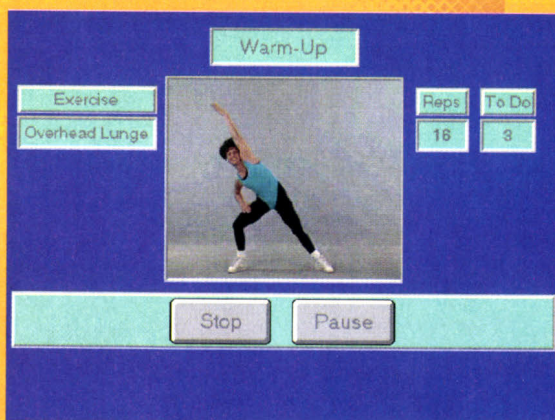 Warm-Up
Exercise
Overhead Lunge
Reps
To Do
16
3
Stop
Pause